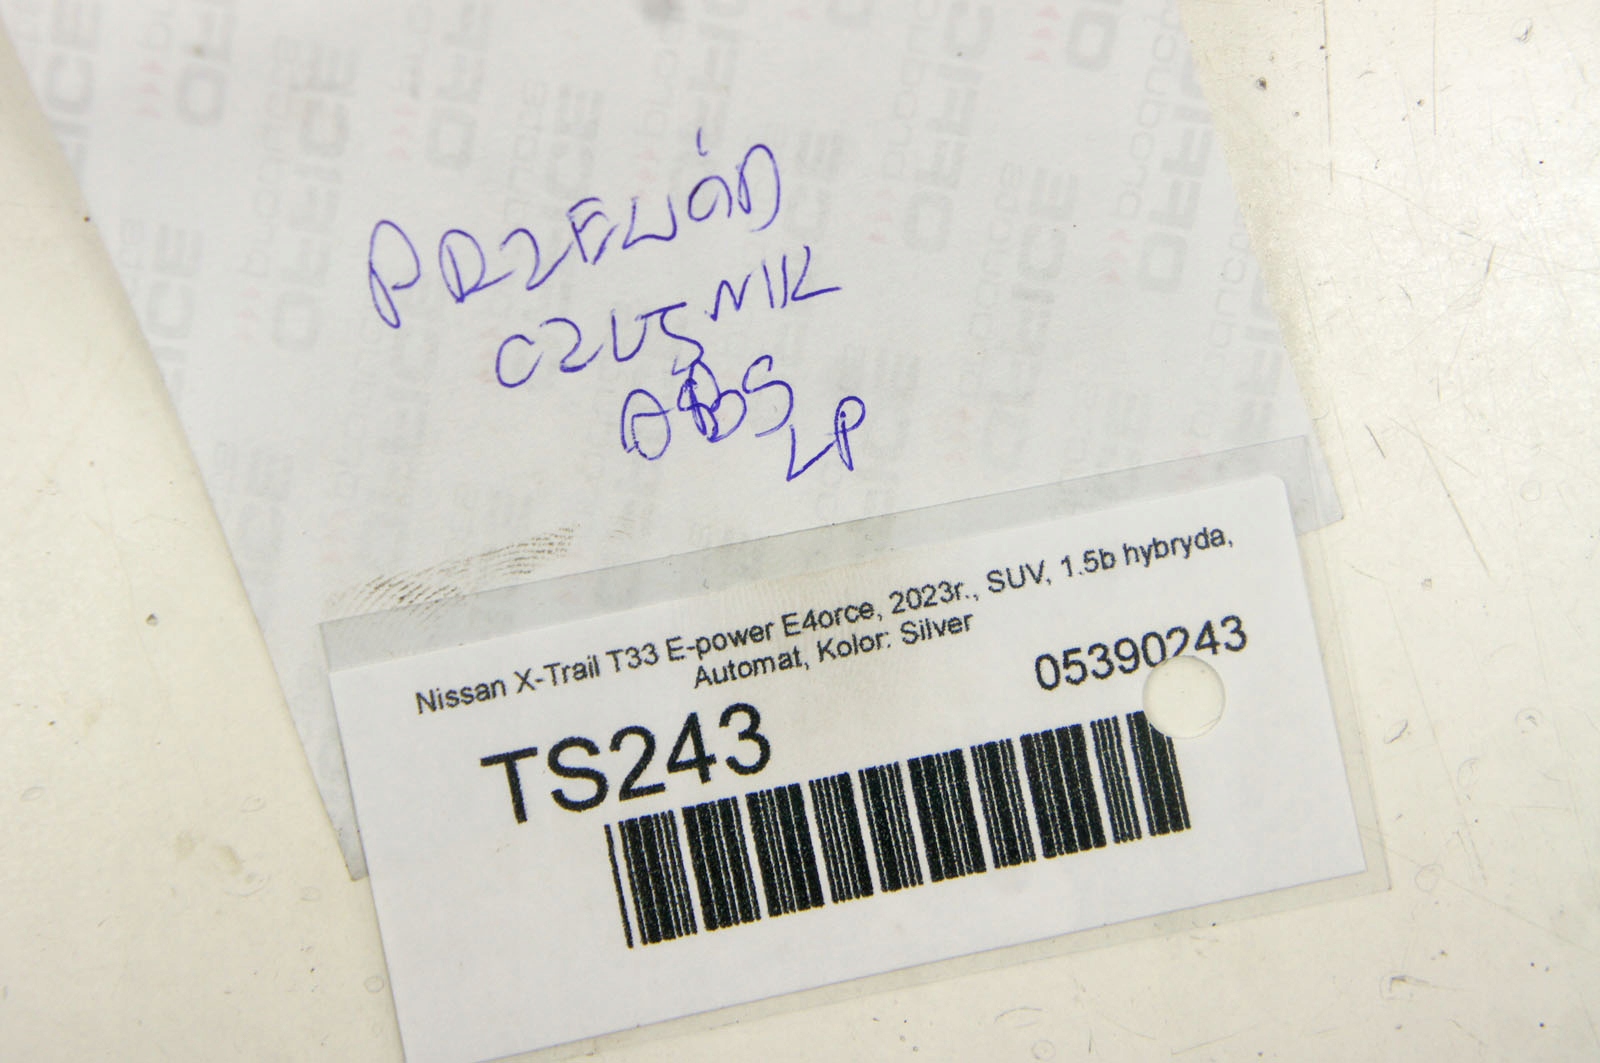 PRZEWÓD
CZUJNIK
ABS LP
Nissan X-Trail T33 E-power E4orce, 2023r., SUV, 1.5b hybryda,
Automat, Kolor: Silver
05390243
TS243